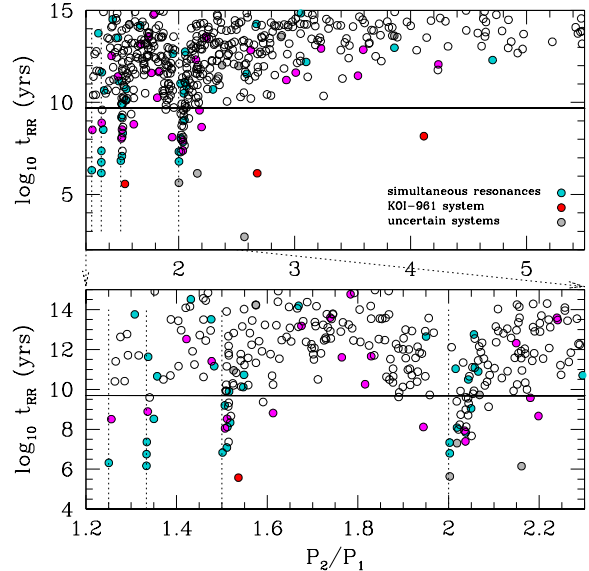 15
10
5
log₁₀ t_RR (yrs)
simultaneous resonances
KOI-961 system
uncertain systems
2 3 4 5
14
12
10
8
6
4
log₁₀ t_RR (yrs)
1.2 1.4 1.6 1.8 2 2.2
P₂/P₁